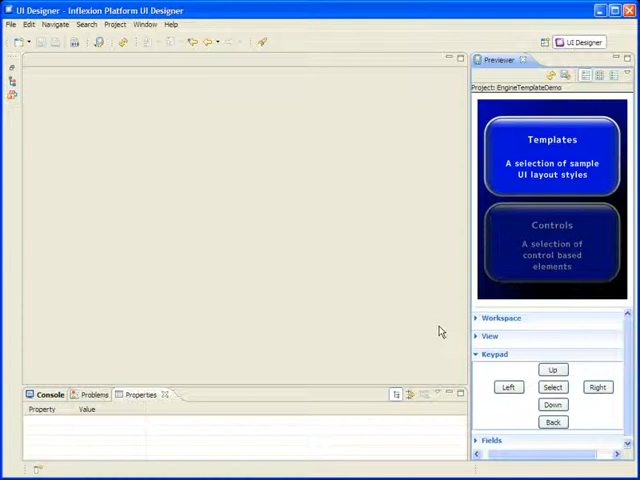 UI Designer - Inflexion Platform UI Designer
File Edit Navigate Search Project Window Help
UI Designer
Previewer
Project: EngineTemplateDemo
Templates
A selection of sample
UI layout styles
Controls
A selection of
control based
elements
Workspace
View
Keypad
Up
Left Select Right
Down
Back
Fields
Console Problems Properties
Property Value